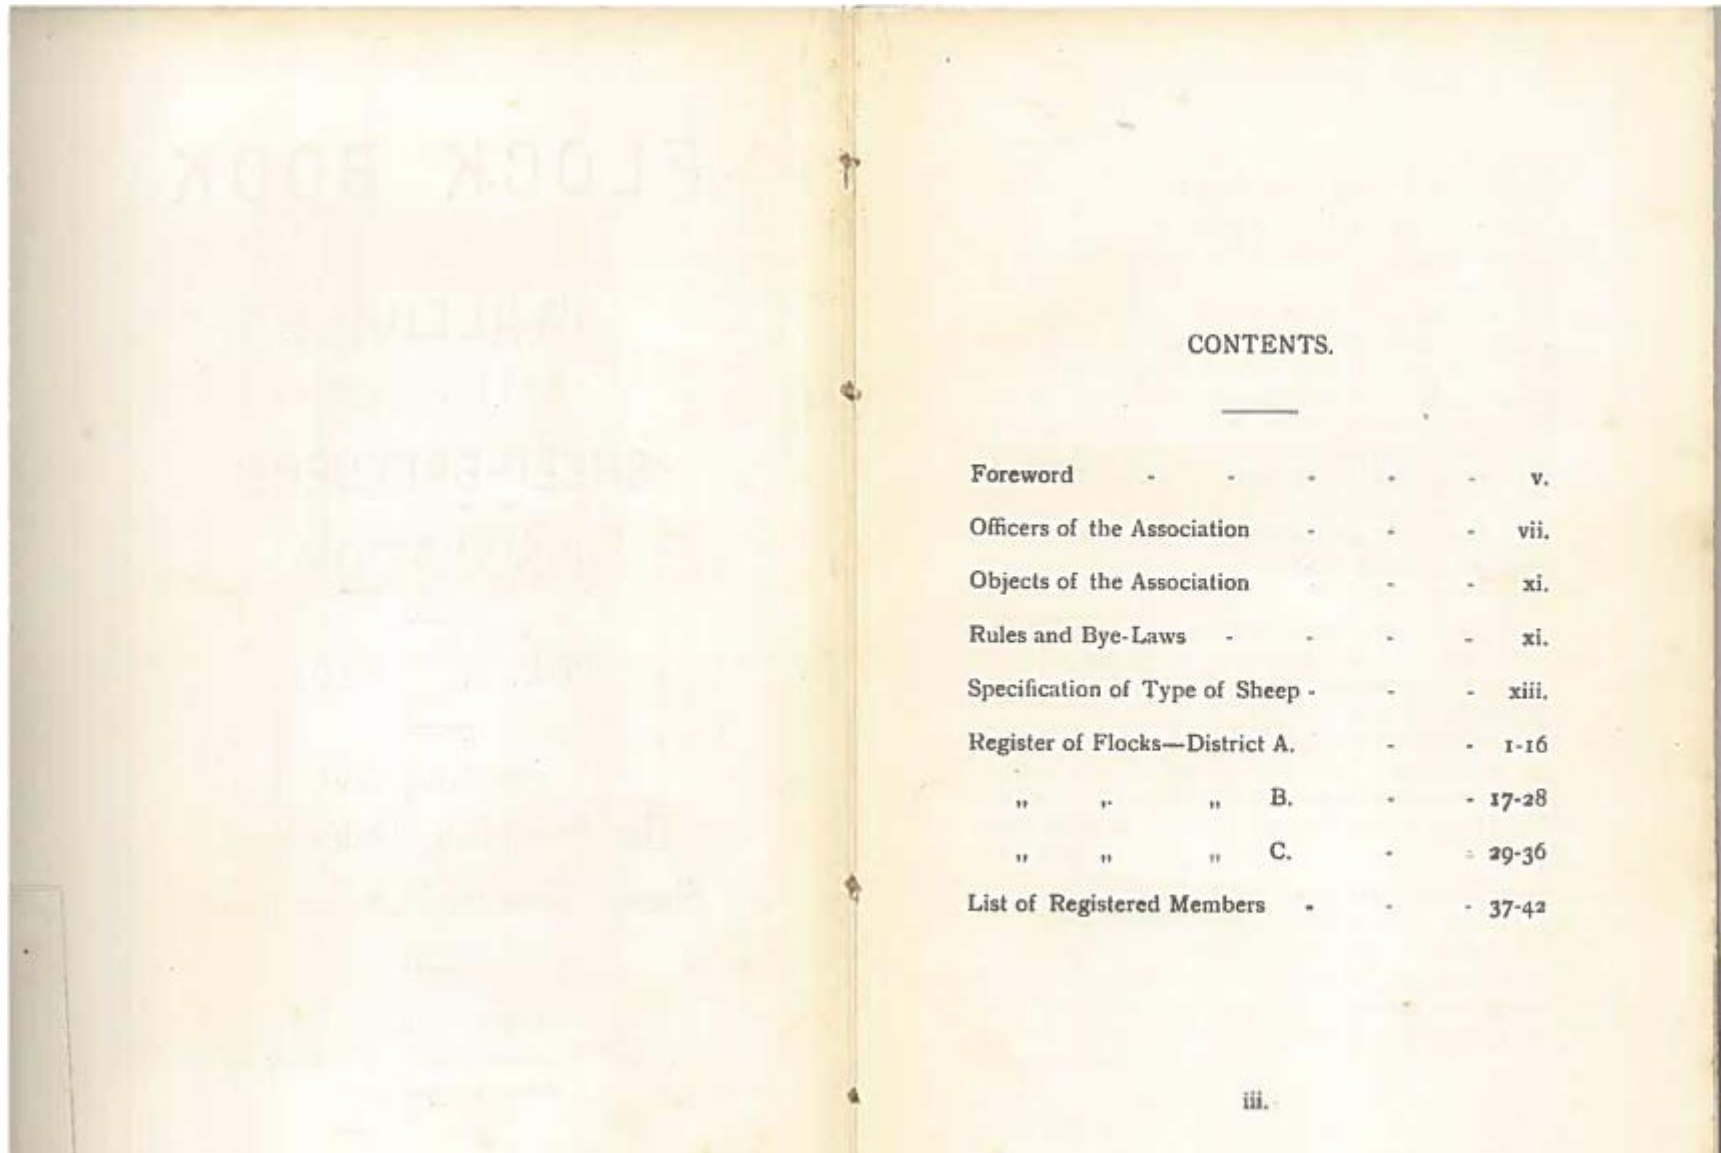 FLOCK BOOK
CONTENTS.
Foreword - - - - - v.
Officers of the Association - - - vii.
Objects of the Association - - xi.
Rules and Bye-Laws - - - - xi.
Specification of Type of Sheep - - - xiii.
Register of Flocks—District A. - - 1-16
„ „ „ B. - - 17-28
„ „ „ C. - - 29-36
List of Registered Members - - - 37-42
iii.